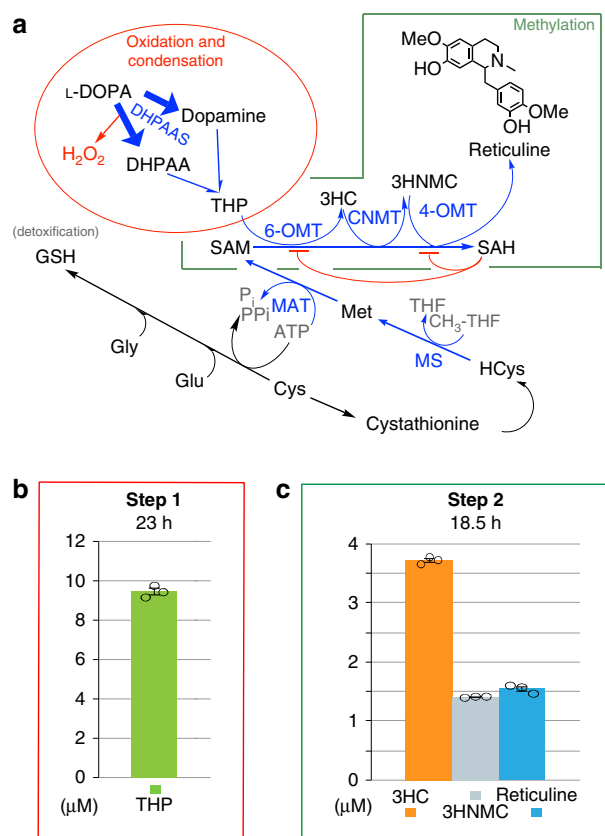 a
Oxidation and
condensation
Methylation
L-DOPA
DHPAAS
Dopamine
H2O2
DHPAA
THP
MeO
HO
N
OMe
OH
Reticuline
3HC
3HNMC
6-OMT
CNMT
4-OMT
SAM
SAH
(detoxification)
GSH
Pi
PPi
MAT
ATP
Met
THF
CH3-THF
MS
HCys
Gly
Glu
Cys
Cystathionine
b
Step 1
23 h
12
10
8
6
4
2
0
(μM)
THP
c
Step 2
18.5 h
4
3
2
1
0
(μM)
3HC
3HNMC
Reticuline